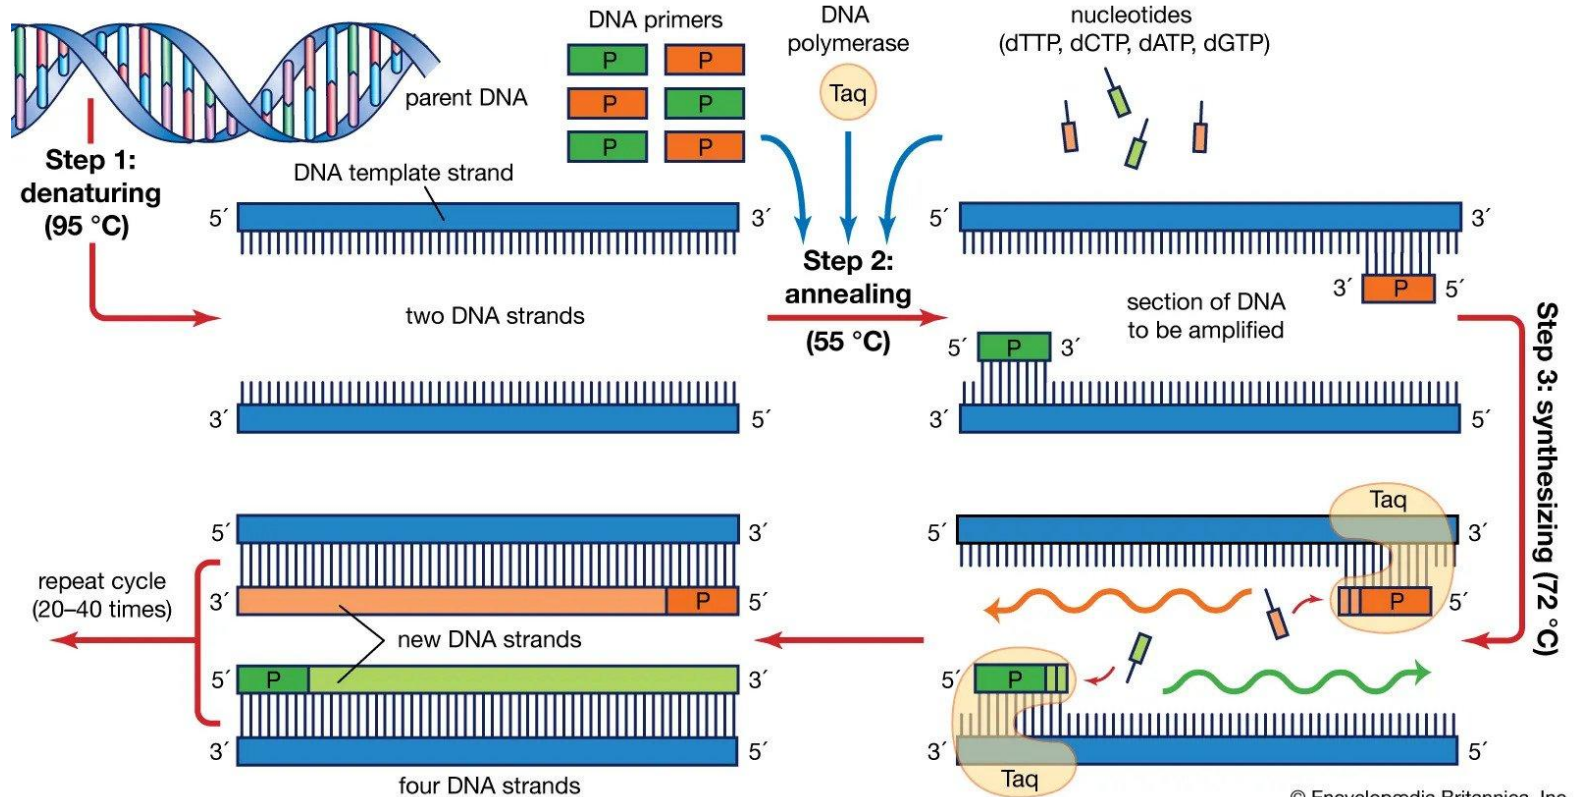 DNA primers
P
P
P
P
P
P
DNA
polymerase
Taq
nucleotides
(dTTP, dCTP, dATP, dGTP)
parent DNA
Step 1:
denaturing
(95 °C)
DNA template strand
5′
3′
two DNA strands
3′
5′
Step 2:
annealing
(55 °C)
5′
3′
3′
P
5′
section of DNA
to be amplified
5′
P
3′
3′
5′
Step 3: synthesizing (72 °C)
Taq
5′
3′
P
5′
5′
P
3′
5′
Taq
5′
3′
3′
P
5′
new DNA strands
5′
P
3′
3′
5′
four DNA strands
repeat cycle
(20–40 times)
© Encyclopædia Britannica, Inc.